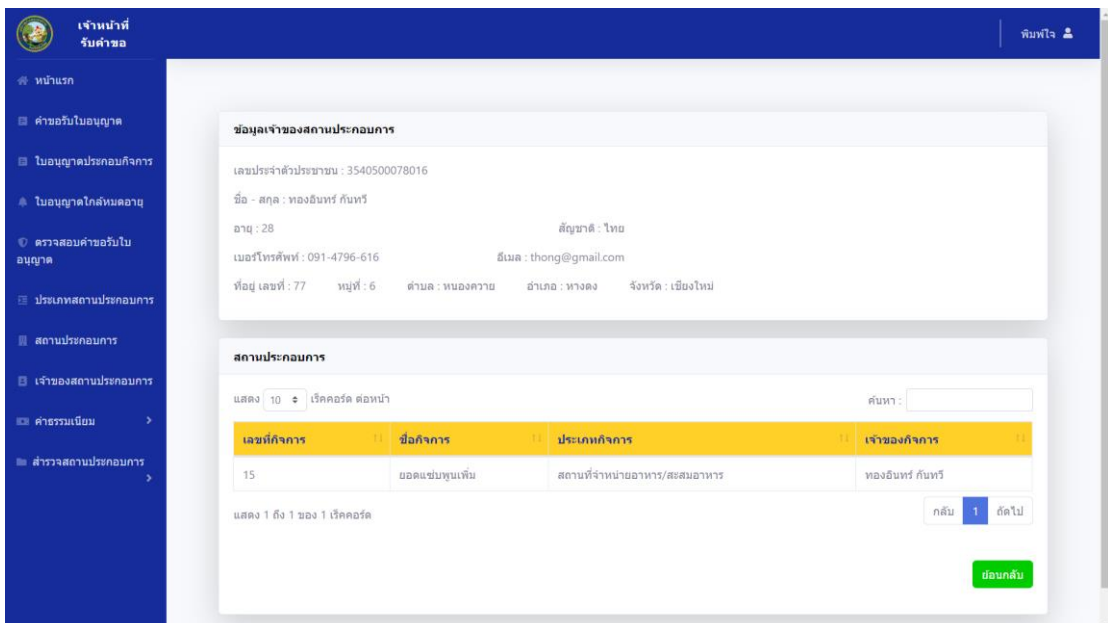 เจ้าหน้าที่
รับคำขอ
พิมพ์ใจ
หน้าแรก
คำขอรับใบอนุญาต
ใบอนุญาตประกอบกิจการ
ใบอนุญาตใกล้หมดอายุ
ตรวจสอบคำขอรับใบ
อนุญาต
ประเภทสถานประกอบการ
สถานประกอบการ
เจ้าของสถานประกอบการ
ค่าธรรมเนียม
สำรวจสถานประกอบการ
ข้อมูลเจ้าของสถานประกอบการ
เลขประจำตัวประชาชน : 3540500078016
ชื่อ - สกุล : ทองอินทร์ กันทวี
อายุ : 28 สัญชาติ : ไทย
เบอร์โทรศัพท์ : 091-4796-616 อีเมล : thong@gmail.com
ที่อยู่ เลขที่ : 77 หมู่ที่ : 6 ตำบล : หนองควาย อำเภอ : หางดง จังหวัด : เชียงใหม่
สถานประกอบการ
แสดง 10 เร็คคอร์ด ต่อหน้า ค้นหา :
เลขที่กิจการ ชื่อกิจการ ประเภทกิจการ เจ้าของกิจการ
15 ยอดแซ่บพูนเพิ่ม สถานที่จำหน่ายอาหาร/สะสมอาหาร ทองอินทร์ กันทวี
แสดง 1 ถึง 1 ของ 1 เร็คคอร์ด กลับ 1 ถัดไป
ย้อนกลับ